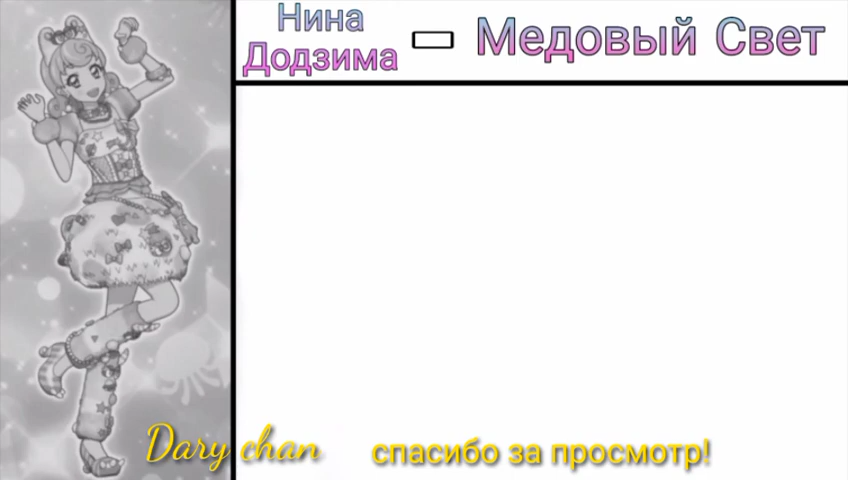 Нина
Додзима
- Медовый Свет
Dary chan
спасибо за просмотр!